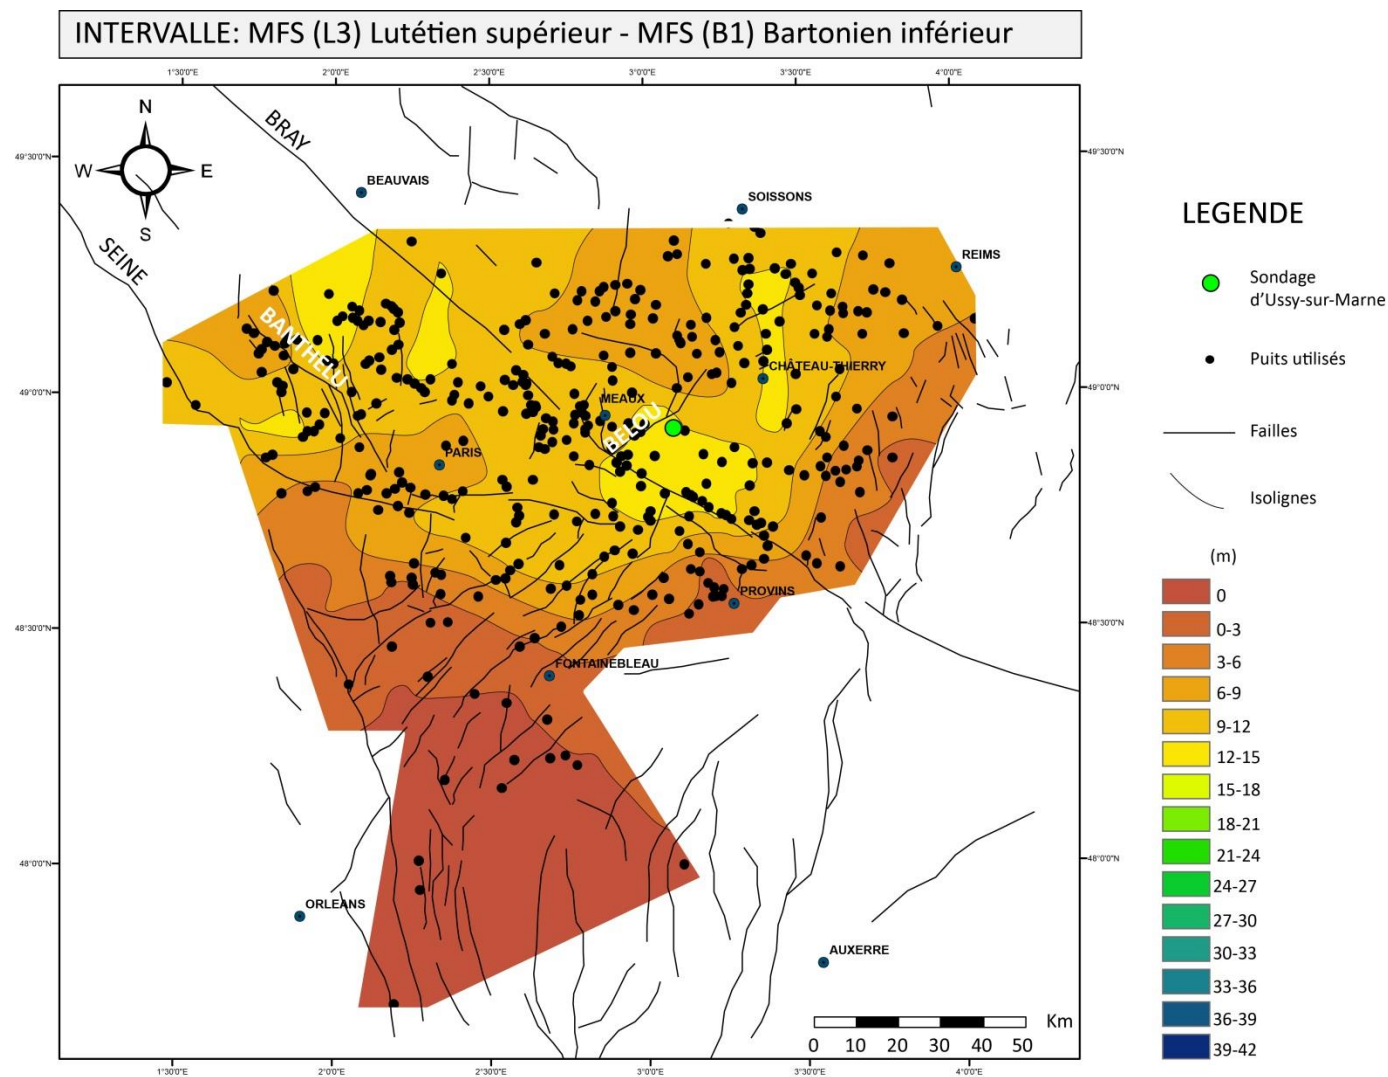 INTERVALLE: MFS (L3) Lutétien supérieur - MFS (B1) Bartonien inférieur
1°30'0"E 2°0'0"E 2°30'0"E 3°0'0"E 3°30'0"E 4°0'0"E
N
W E
S
BRAY
SEINE
49°30'0"N
49°30'0"N
BEAUVAIS
SOISSONS
REIMS
BANTHELU
CHÂTEAU-THIERRY
49°0'0"N
49°0'0"N
MEAUX
BELOU
PARIS
PROVINS
48°30'0"N
48°30'0"N
FONTAINEBLEAU
48°0'0"N
48°0'0"N
ORLEANS
AUXERRE
Km
0 10 20 30 40 50
1°30'0"E 2°0'0"E 2°30'0"E 3°0'0"E 3°30'0"E 4°0'0"E
LEGENDE
Sondage
d'Ussy-sur-Marne
Puits utilisés
Failles
Isolignes
(m)
0
0-3
3-6
6-9
9-12
12-15
15-18
18-21
21-24
24-27
27-30
30-33
33-36
36-39
39-42